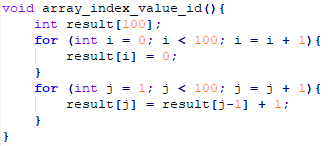 void array_index_value_id(){
    int result[100];
    for (int i = 0; i < 100; i = i + 1){
        result[i] = 0;
    }
    for (int j = 1; j < 100; j = j + 1){
        result[j] = result[j-1] + 1;
    }
}